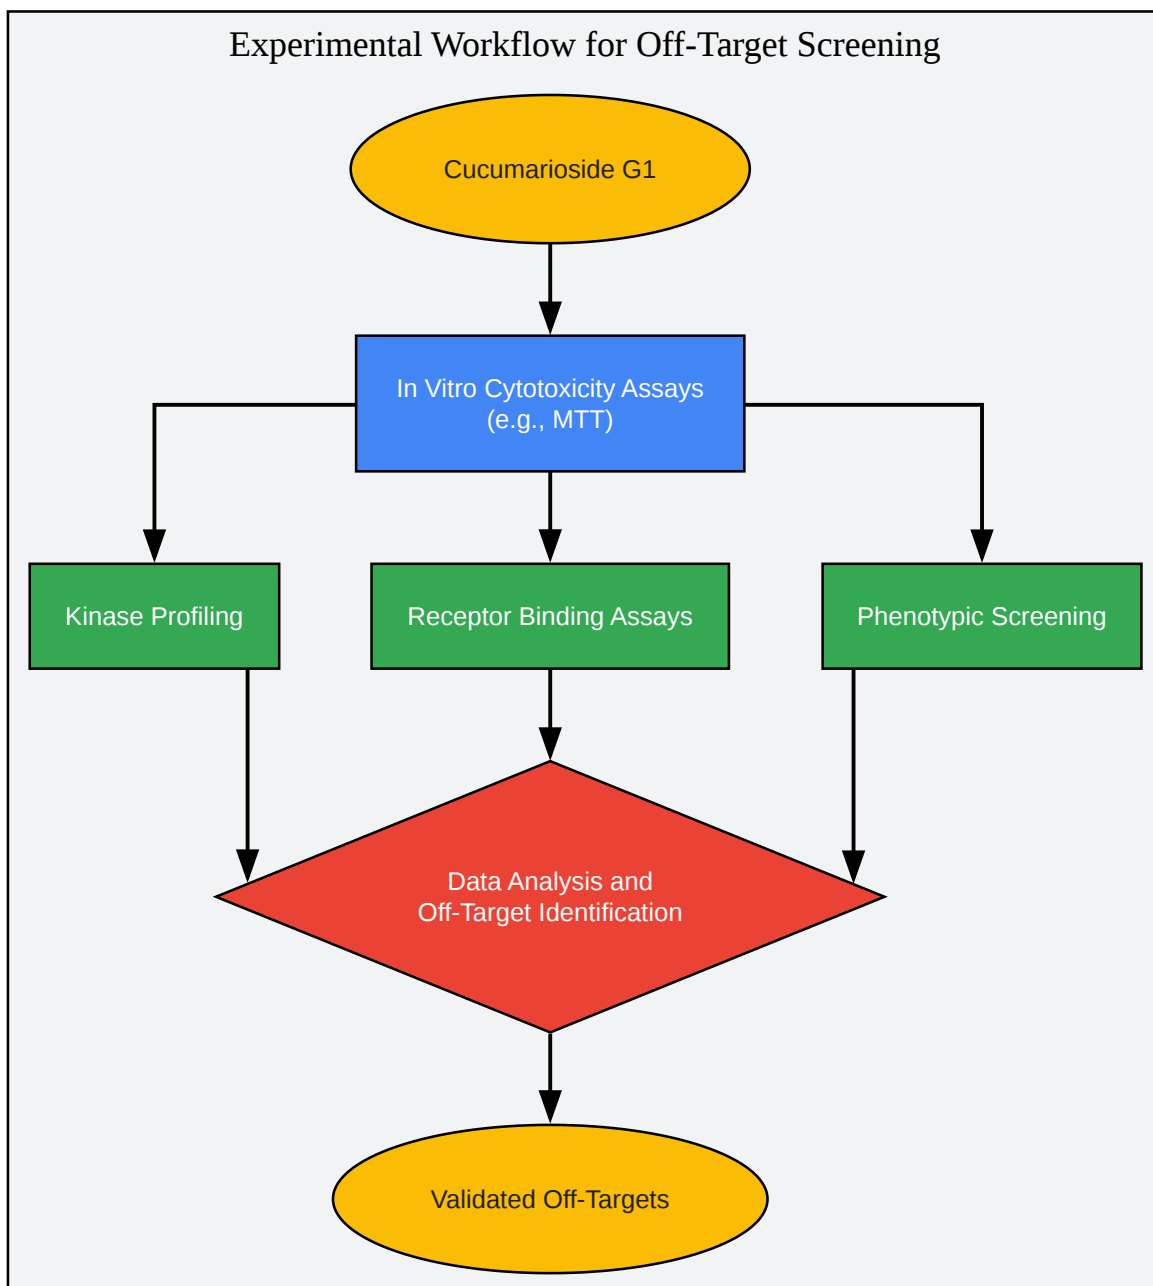 Experimental Workflow for Off-Target Screening
Cucumarioside G1
In Vitro Cytotoxicity Assays
(e.g., MTT)
Kinase Profiling
Receptor Binding Assays
Phenotypic Screening
Data Analysis and
Off-Target Identification
Validated Off-Targets